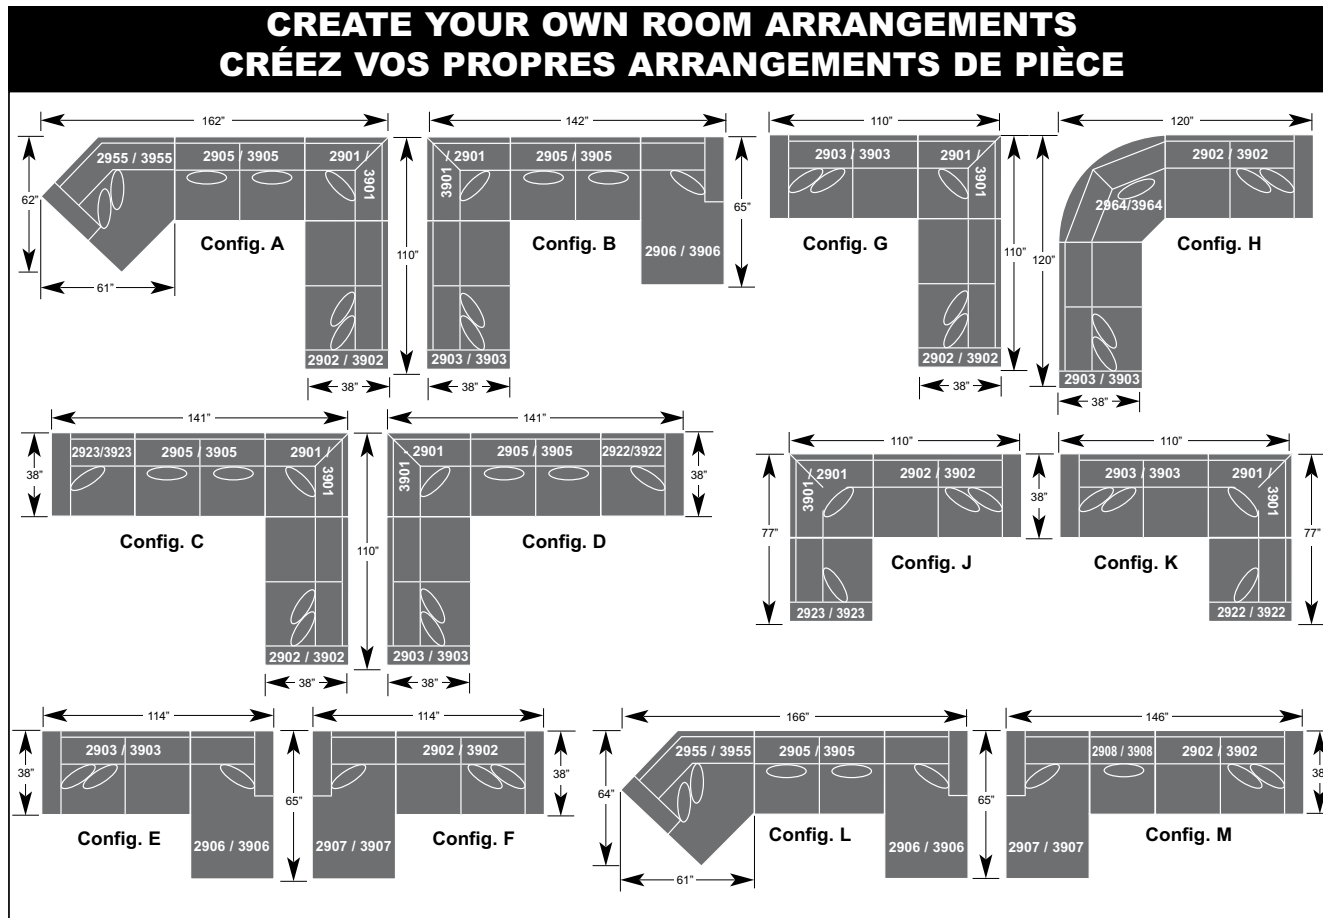 CREATE YOUR OWN ROOM ARRANGEMENTS
CRÉEZ VOS PROPRES ARRANGEMENTS DE PIÈCE
162"
2955 / 3955
2905 / 3905
2901 /
3901
62"
61"
110"
38"
2902 / 3902
Config. A
142"
/ 2901
3901
2905 / 3905
65"
2906 / 3906
2903 / 3903
38"
Config. B
110"
2903 / 3903
2901 /
3901
110"
2902 / 3902
38"
Config. G
120"
2902 / 3902
2964/3964
120"
2903 / 3903
38"
Config. H
141"
38"
2923/3923
2905 / 3905
2901 /
3901
110"
2902 / 3902
38"
Config. C
141"
/ 2901
3901
2905 / 3905
2922/3922
38"
2903 / 3903
38"
Config. D
110"
/ 2901
3901
2902 / 3902
38"
77"
2923 / 3923
Config. J
110"
2903 / 3903
2901 /
3901
77"
2922 / 3922
Config. K
114"
38"
2903 / 3903
65"
2906 / 3906
Config. E
114"
2902 / 3902
38"
2907 / 3907
Config. F
166"
2955 / 3955
2905 / 3905
64"
61"
65"
2906 / 3906
Config. L
146"
2908 / 3908
2902 / 3902
38"
2907 / 3907
Config. M